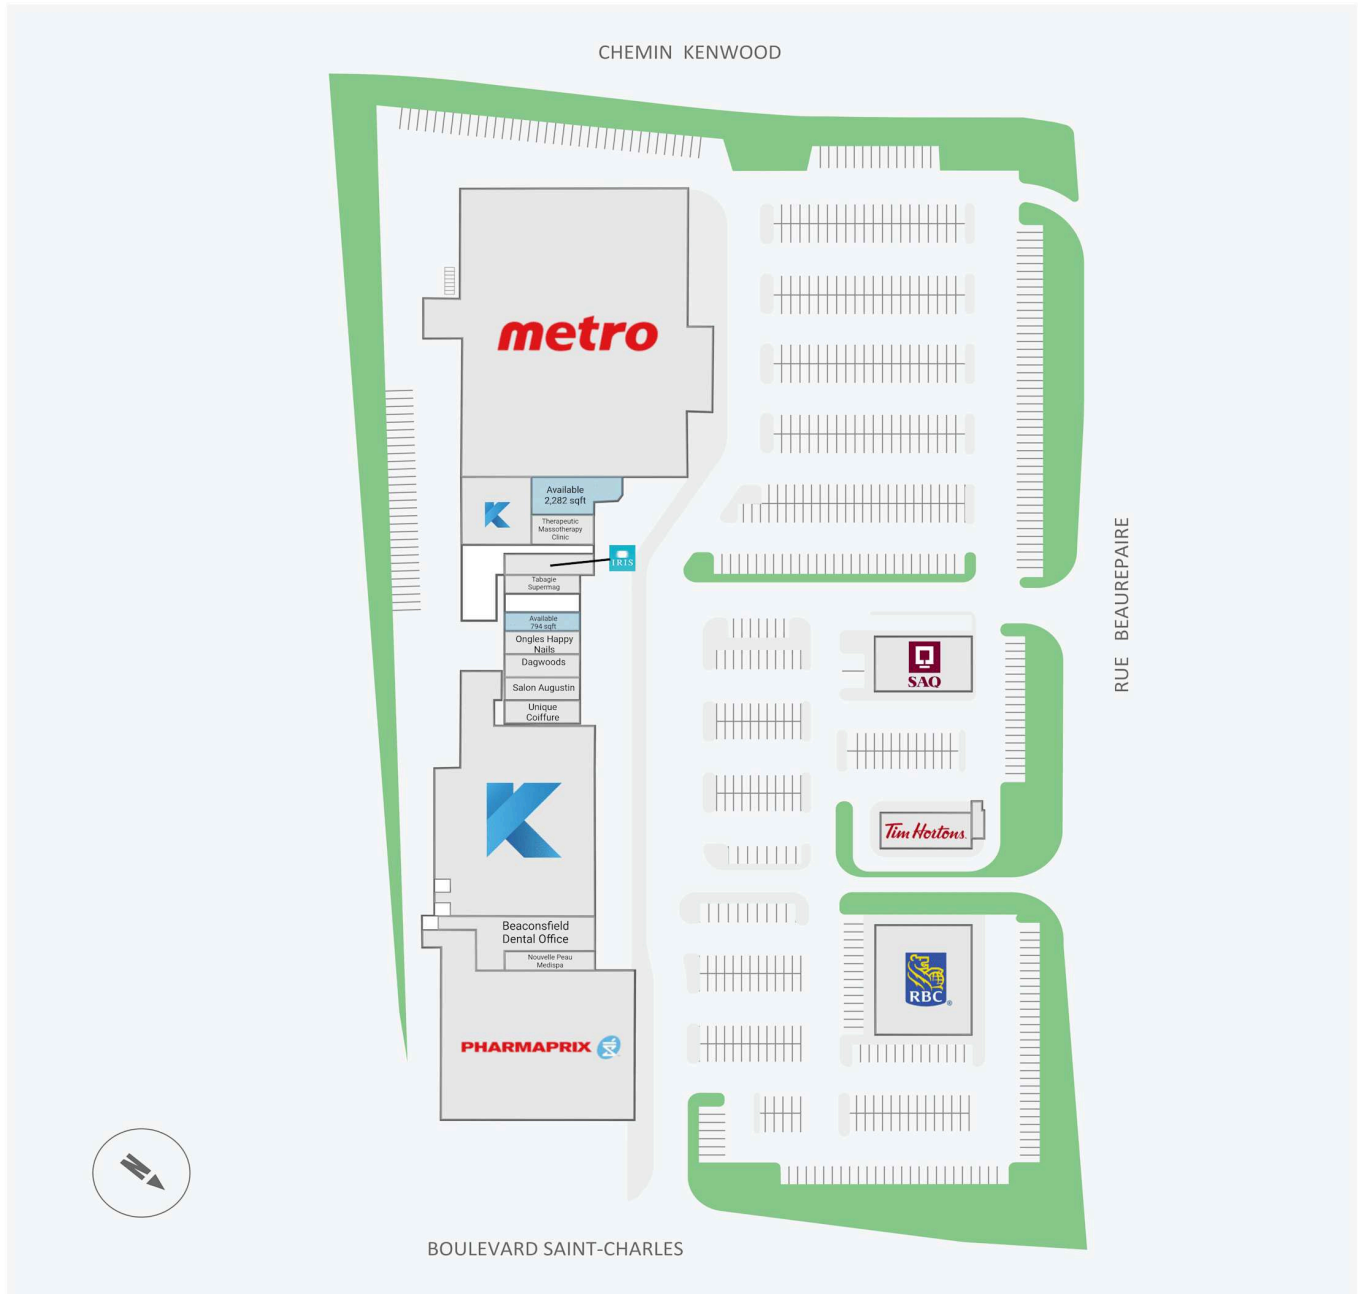 CHEMIN KENWOOD
metro
Available
2,282 sqft
Therapeutic
Massotherapy
Clinic
K
IRIS
Tabagie
Supermag
Available
794 sqft
Ongles Happy
Nails
Dagwoods
Salon Augustin
Unique
Coiffure
K
Beaconsfield
Dental Office
Nouvelle Peau
Medispa
PHARMAPRIX
SAQ
Tim Hortons.
RBC
®
RUE BEAUREPAIRE
N
BOULEVARD SAINT-CHARLES